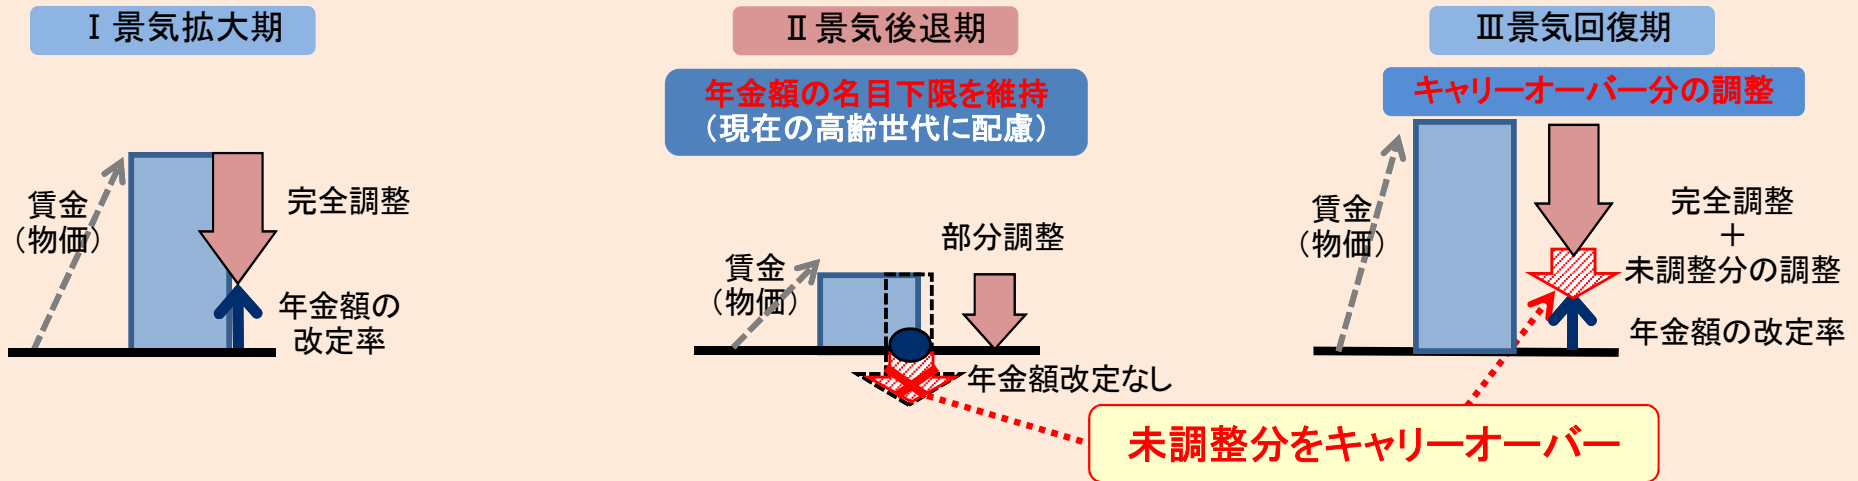 Ⅰ 景気拡大期
賃金
（物価）
完全調整
年金額の
改定率
Ⅱ 景気後退期
年金額の名目下限を維持
（現在の高齢世代に配慮）
賃金
（物価）
部分調整
年金額改定なし
Ⅲ景気回復期
キャリーオーバー分の調整
賃金
（物価）
完全調整
＋
未調整分の調整
年金額の改定率
未調整分をキャリーオーバー